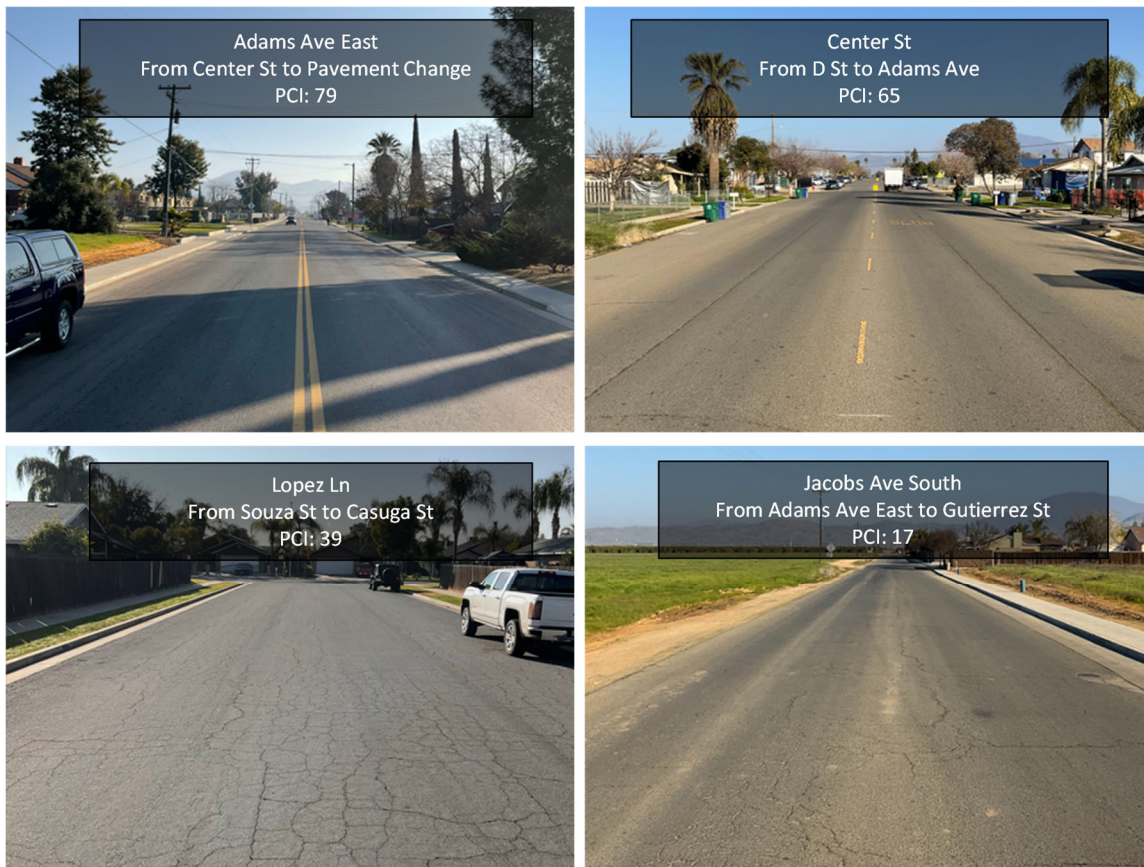 Adams Ave East
From Center St to Pavement Change
PCI: 79
Center St
From D St to Adams Ave
PCI: 65
Lopez Ln
From Souza St to Casuga St
PCI: 39
Jacobs Ave South
From Adams Ave East to Gutierrez St
PCI: 17